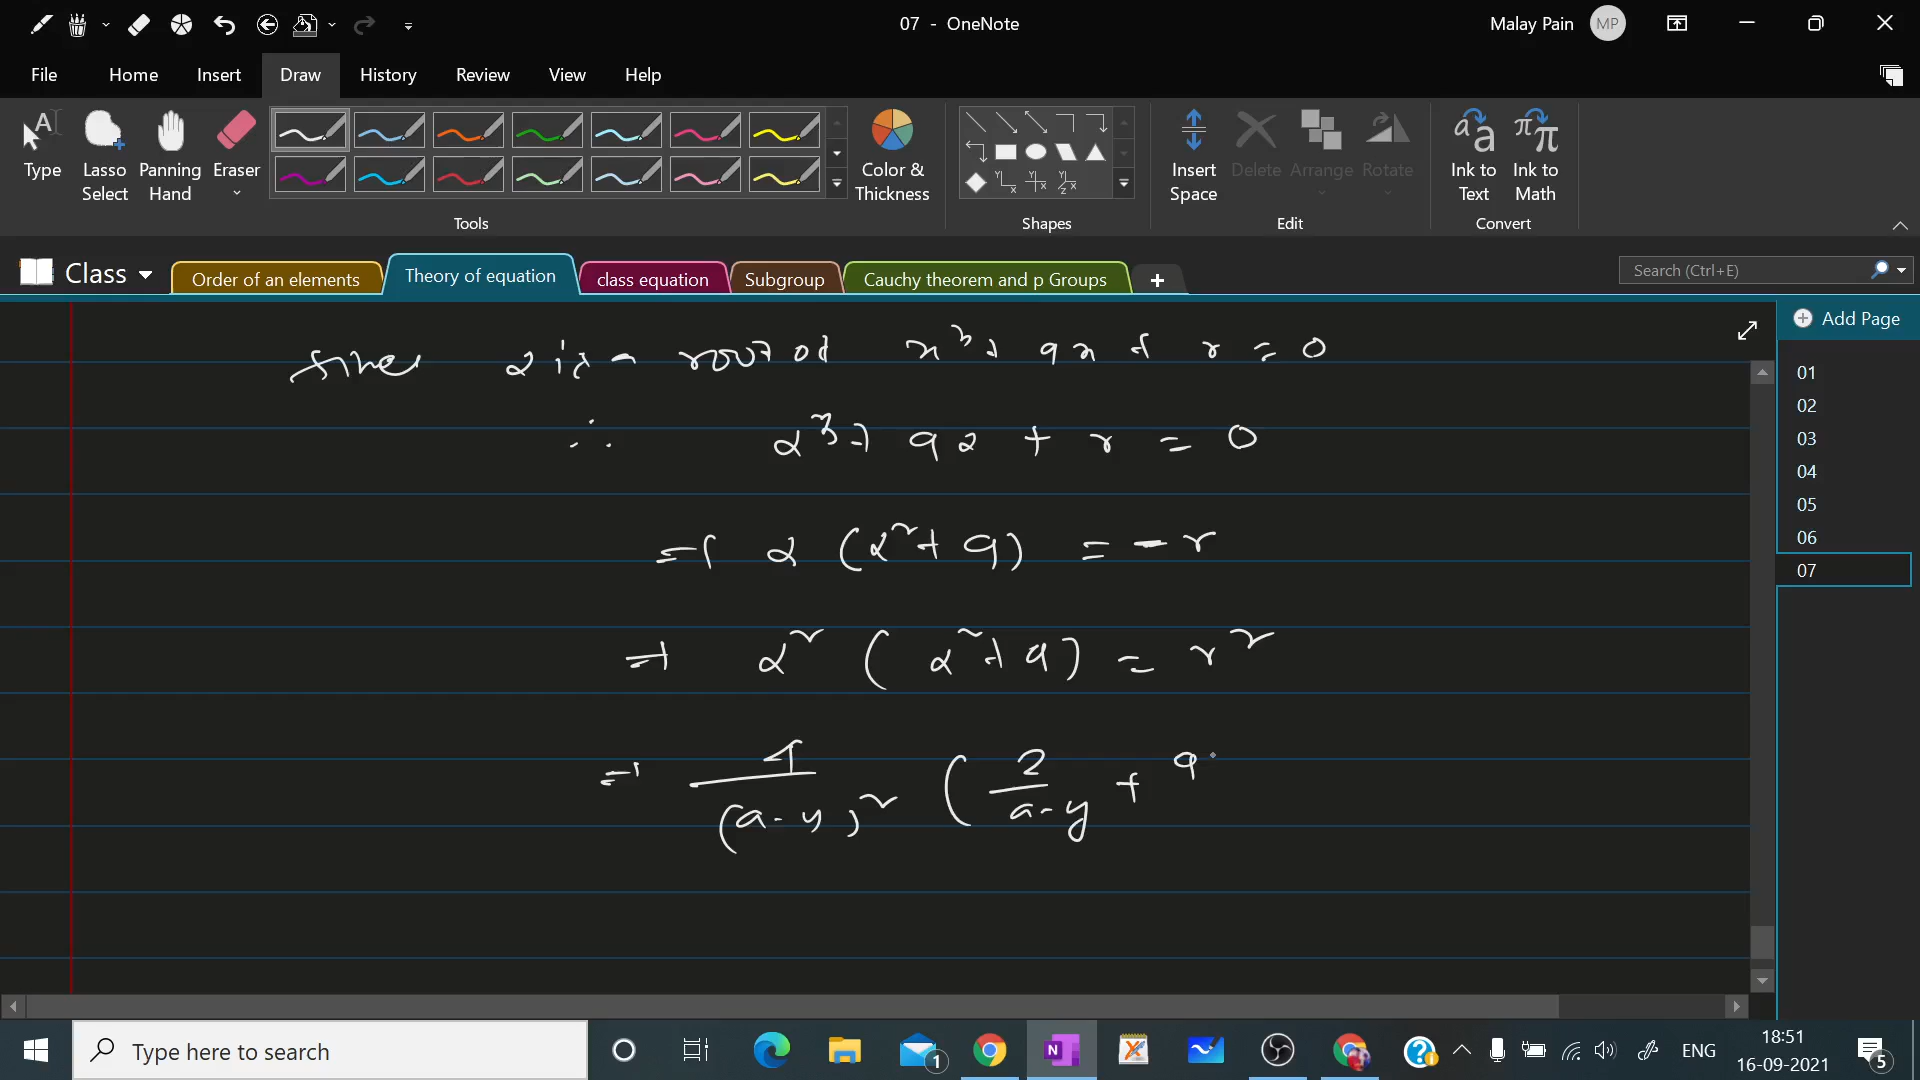 07 - OneNote
Malay Pain
MP
File Home Insert Draw History Review View Help
Type
Lasso Select
Panning Hand
Eraser
Color & Thickness
Insert Space
Delete Arrange Rotate
Ink to Text
Ink to Math
Tools
Shapes
Edit
Convert
Class
Order of an elements
Theory of equation
class equation
Subgroup
Cauchy theorem and p Groups
Search (Ctrl+E)
Add Page
01
02
03
04
05
06
07
Since α is a root of x³ + qx + r = 0
∴ α³ + qα + r = 0
⇒ α (α² + q) = - r
⇒ α² ( α² + q) = r²
⇒ 4/(a-y)² ( 2/a-y + q
Type here to search
1
ENG
18:51
16-09-2021
5